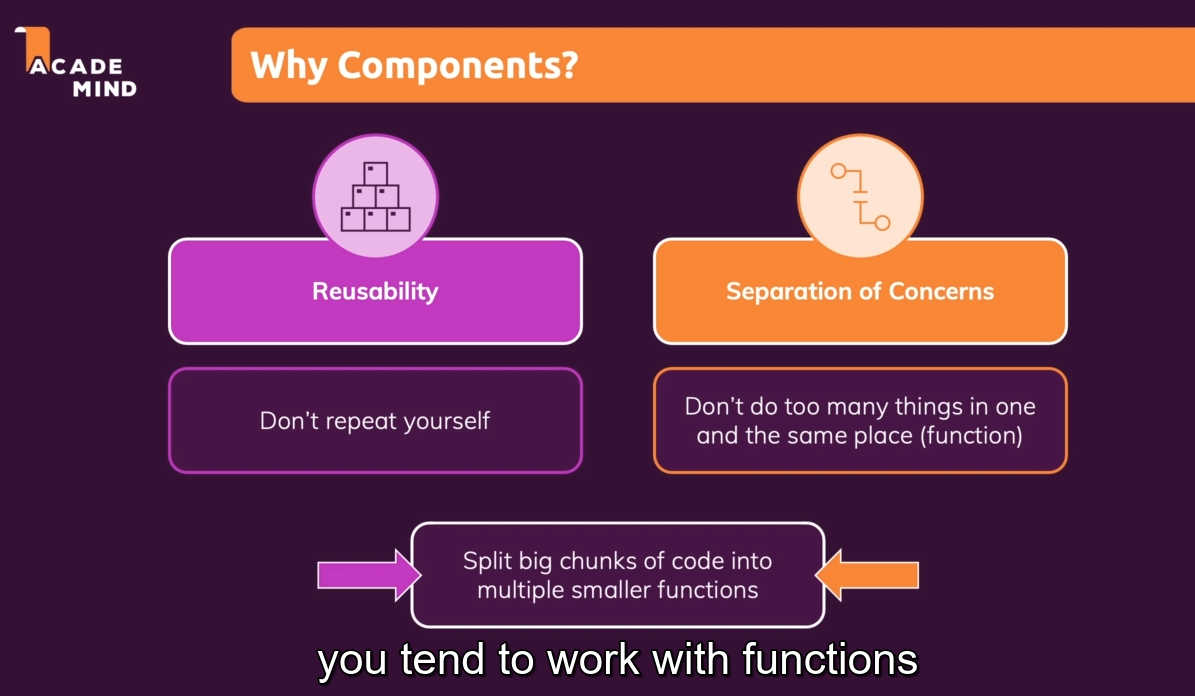 ACADE
MIND
Why Components?
Reusability
Separation of Concerns
Don’t repeat yourself
Don’t do too many things in one
and the same place (function)
Split big chunks of code into
multiple smaller functions
you tend to work with functions